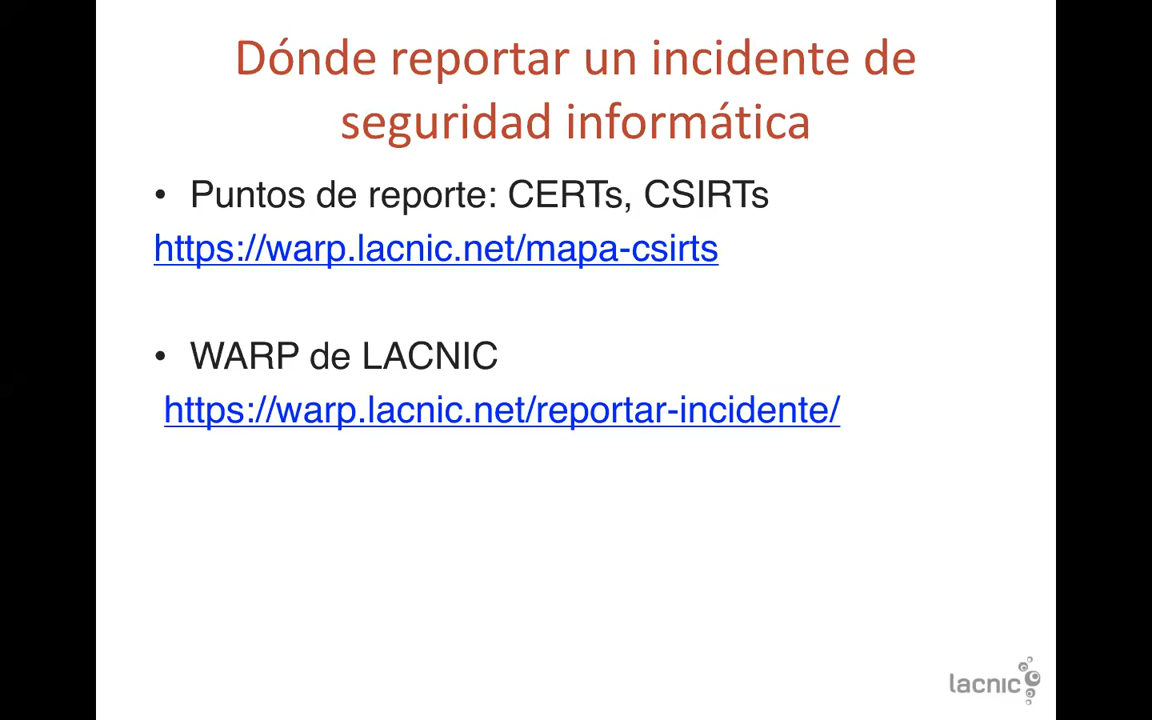 Dónde reportar un incidente de
seguridad informática
• Puntos de reporte: CERTs, CSIRTs
https://warp.lacnic.net/mapa-csirts
• WARP de LACNIC
https://warp.lacnic.net/reportar-incidente/
lacnic